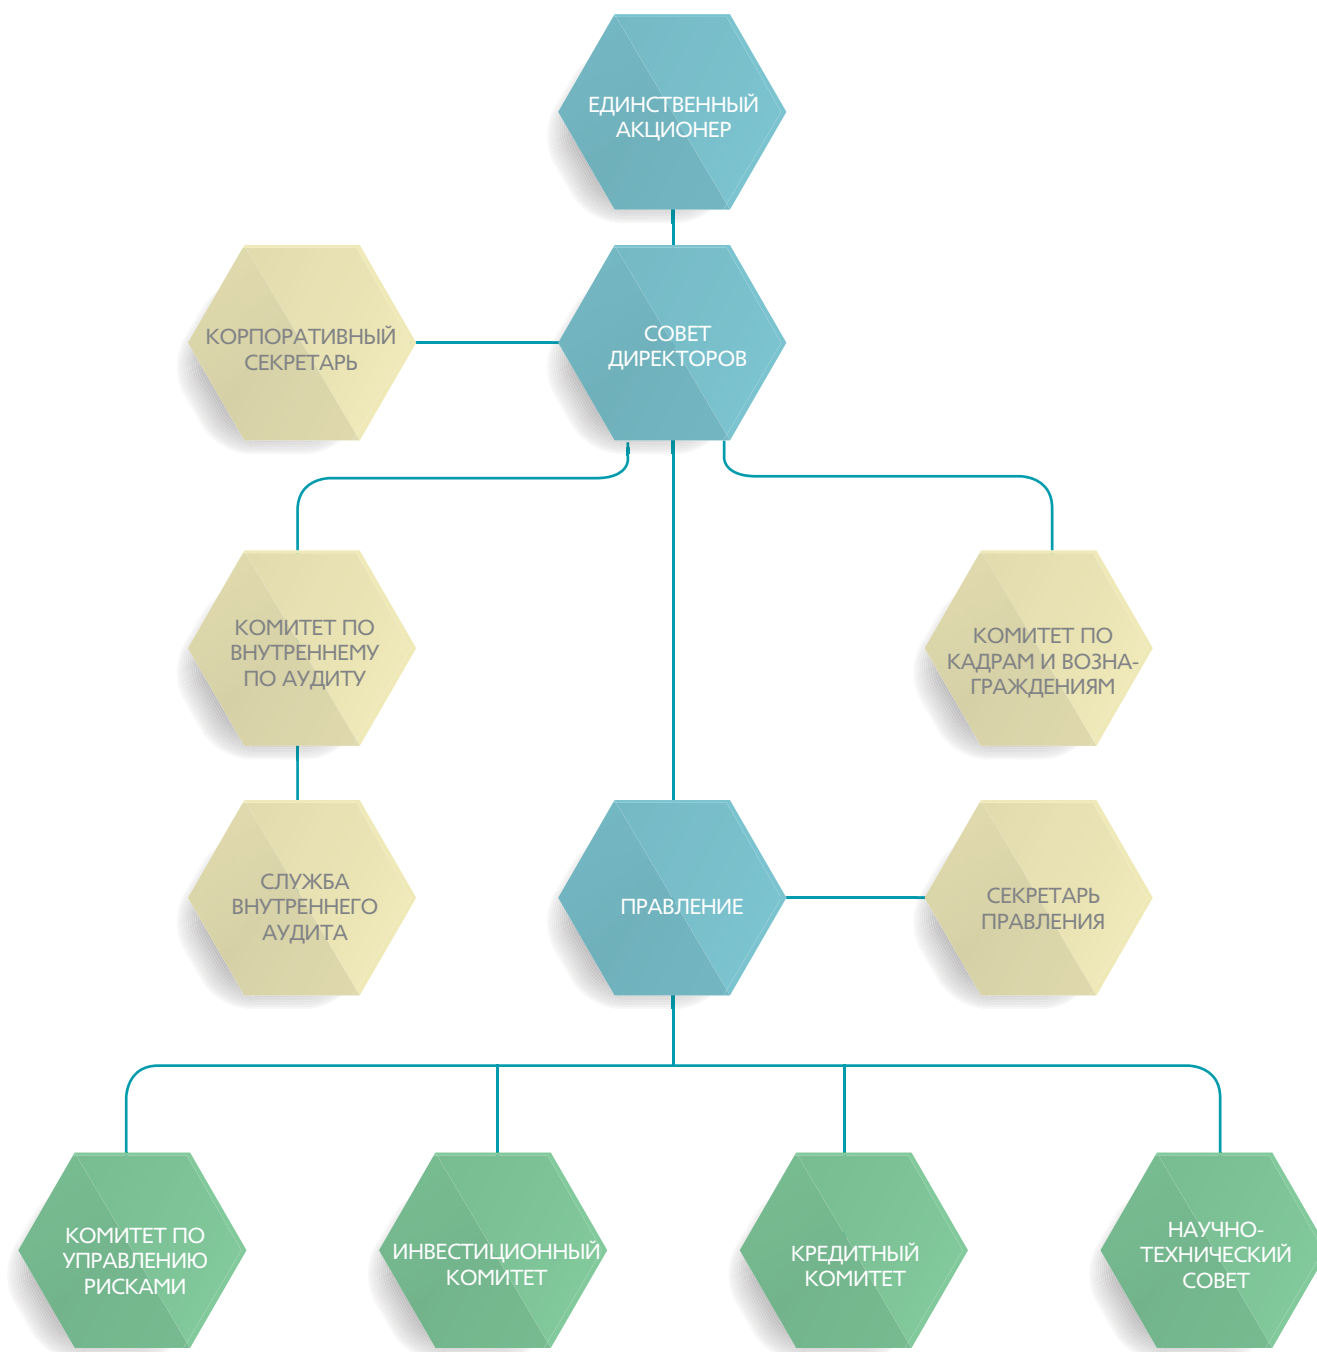 ЕДИНСТВЕННЫЙ
АКЦИОНЕР
КОРПОРАТИВНЫЙ
СЕКРЕТАРЬ
СОВЕТ
ДИРЕКТОРОВ
КОМИТЕТ ПО
ВНУТРЕННЕМУ
ПО АУДИТУ
КОМИТЕТ ПО
КАДРАМ И ВОЗНА-
ГРАЖДЕНИЯМ
СЛУЖБА
ВНУТРЕННЕГО
АУДИТА
ПРАВЛЕНИЕ
СЕКРЕТАРЬ
ПРАВЛЕНИЯ
КОМИТЕТ ПО
УПРАВЛЕНИЮ
РИСКАМИ
ИНВЕСТИЦИОННЫЙ
КОМИТЕТ
КРЕДИТНЫЙ
КОМИТЕТ
НАУЧНО-
ТЕХНИЧЕСКИЙ
СОВЕТ